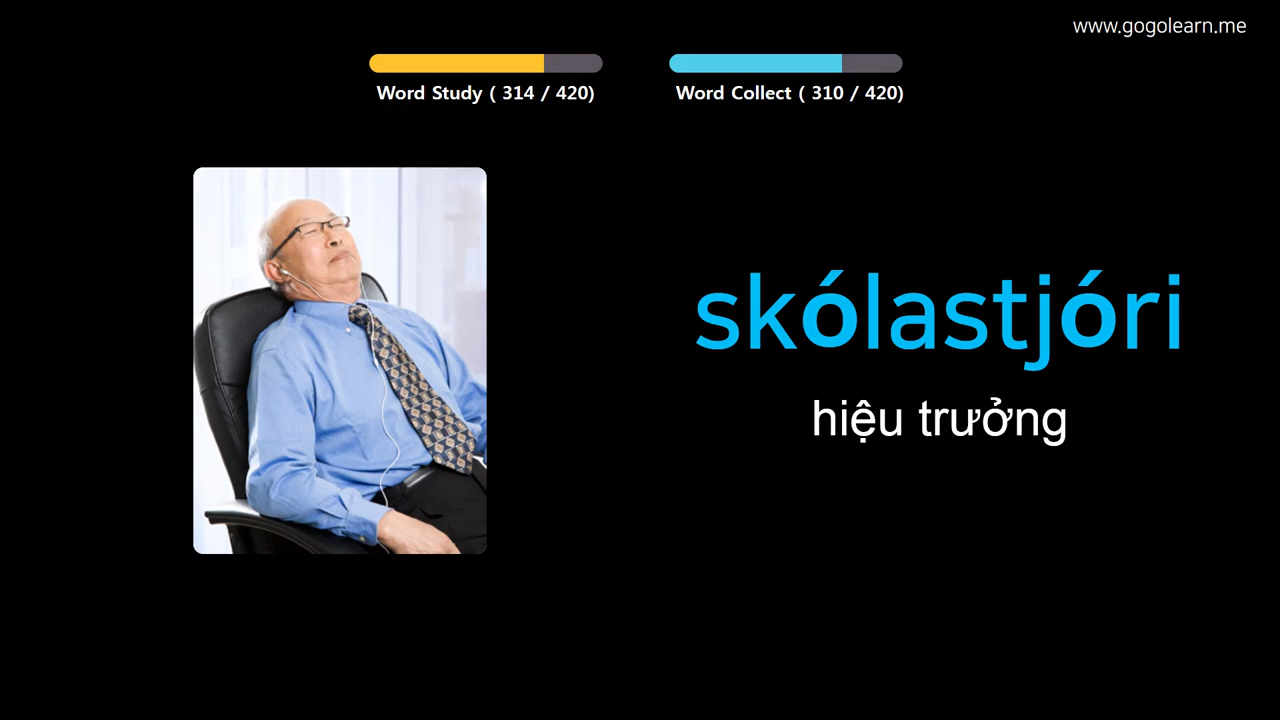 www.gogolearn.me
Word Study ( 314 / 420)
Word Collect ( 310 / 420)
skólastjóri
hiệu trưởng